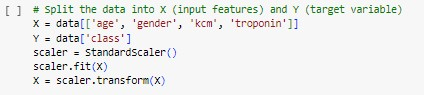 [ ] # Split the data into X (input features) and Y (target variable)
X = data[['age', 'gender', 'kcm', 'troponin']]
Y = data['class']
scaler = StandardScaler()
scaler.fit(X)
X = scaler.transform(X)